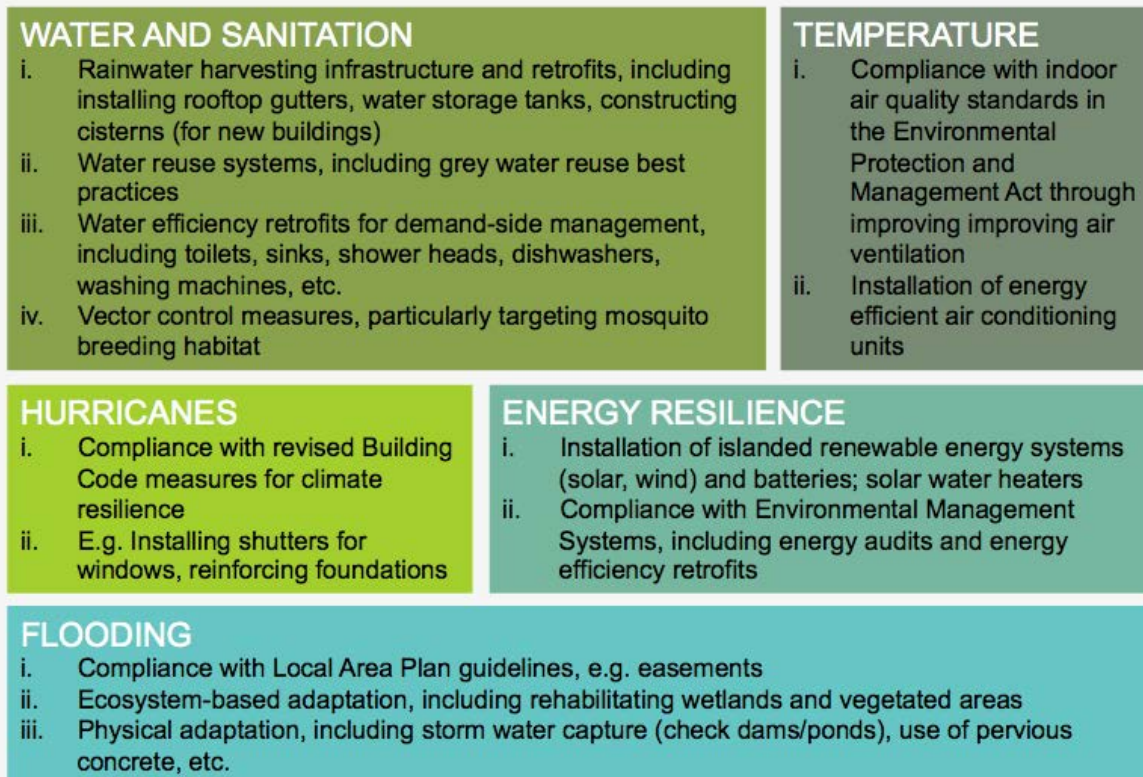 WATER AND SANITATION
i. Rainwater harvesting infrastructure and retrofits, including
installing rooftop gutters, water storage tanks, constructing
cisterns (for new buildings)
ii. Water reuse systems, including grey water reuse best
practices
iii. Water efficiency retrofits for demand-side management,
including toilets, sinks, shower heads, dishwashers,
washing machines, etc.
iv. Vector control measures, particularly targeting mosquito
breeding habitat
TEMPERATURE
i. Compliance with indoor
air quality standards in
the Environmental
Protection and
Management Act through
improving improving air
ventilation
ii. Installation of energy
efficient air conditioning
units
HURRICANES
i. Compliance with revised Building
Code measures for climate
resilience
ii. E.g. Installing shutters for
windows, reinforcing foundations
ENERGY RESILIENCE
i. Installation of islanded renewable energy systems
(solar, wind) and batteries; solar water heaters
ii. Compliance with Environmental Management
Systems, including energy audits and energy
efficiency retrofits
FLOODING
i. Compliance with Local Area Plan guidelines, e.g. easements
ii. Ecosystem-based adaptation, including rehabilitating wetlands and vegetated areas
iii. Physical adaptation, including storm water capture (check dams/ponds), use of pervious
concrete, etc.